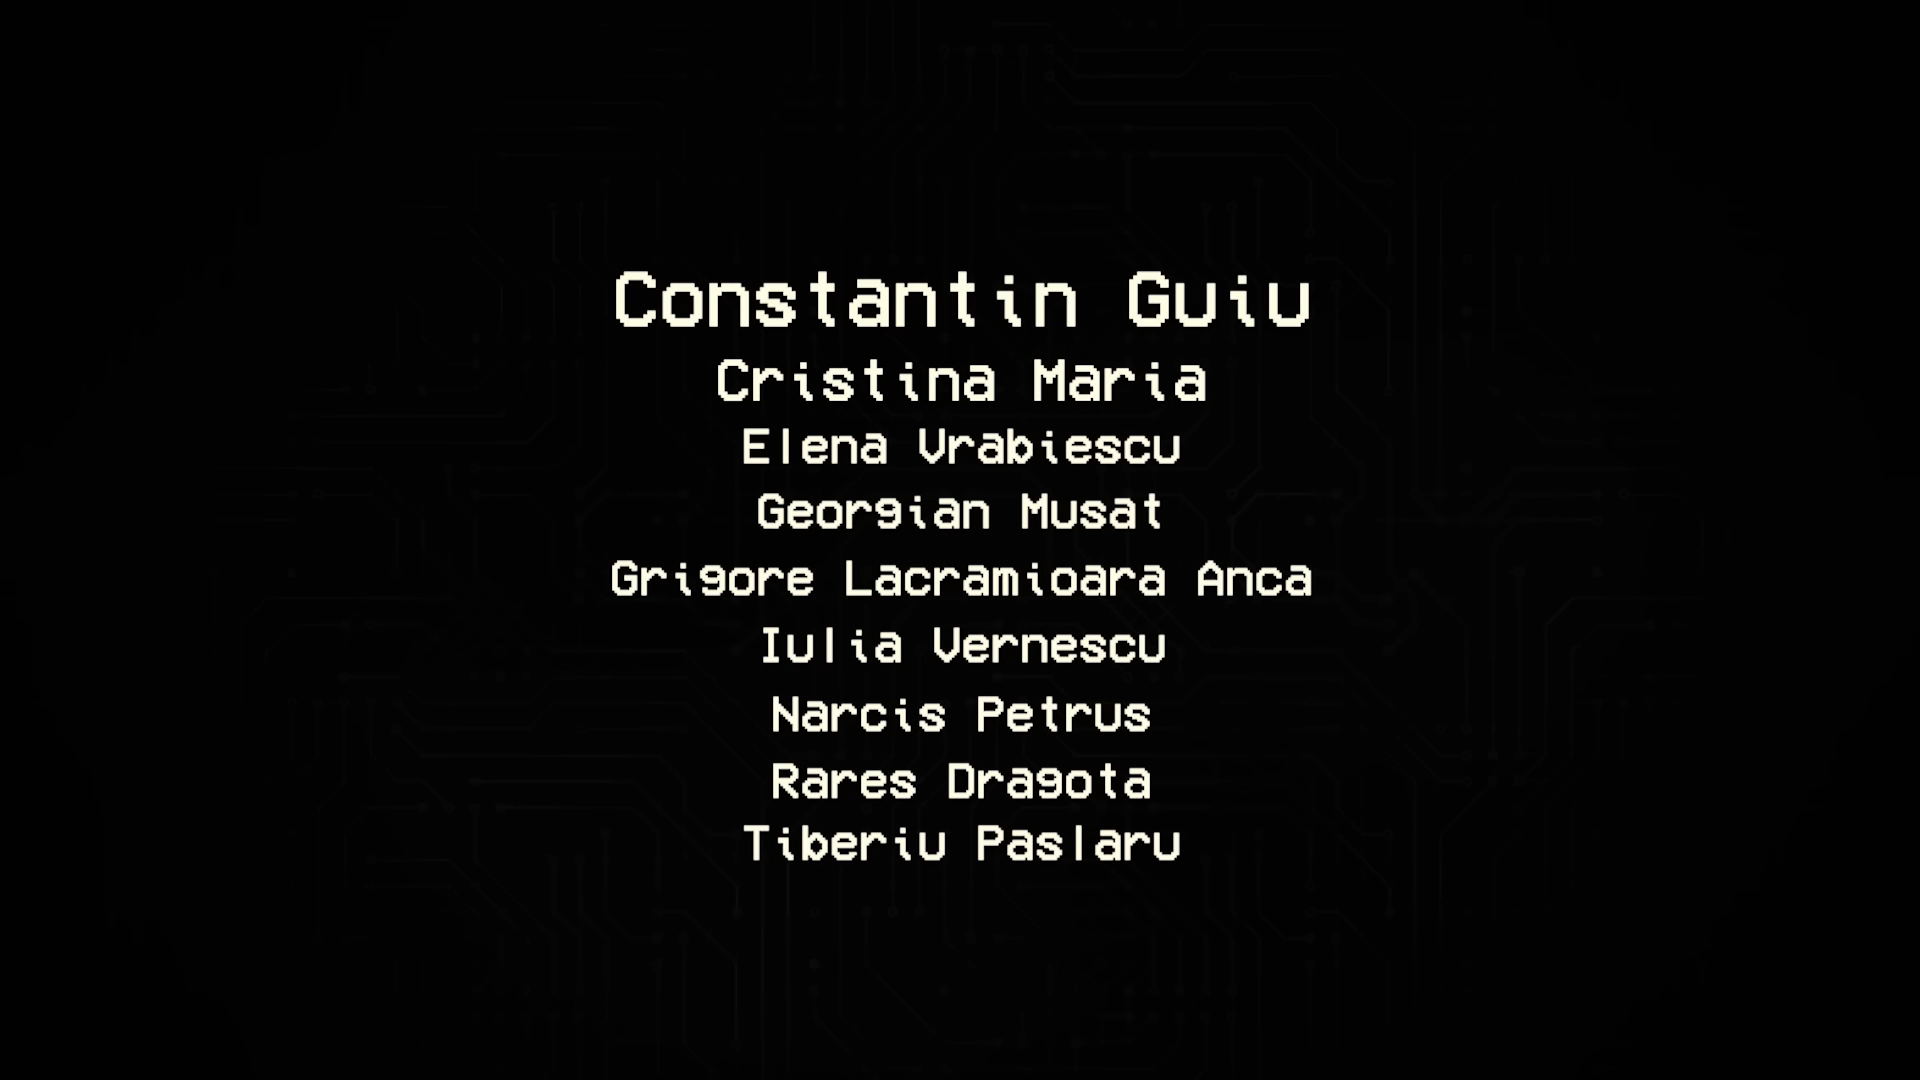 Constantin Guiu
Cristina Maria
Elena Vrabiescu
Georgian Musat
Grigore Lacramioara Anca
Iulia Vernescu
Narcis Petrus
Rares Dragota
Tiberiu Paslaru